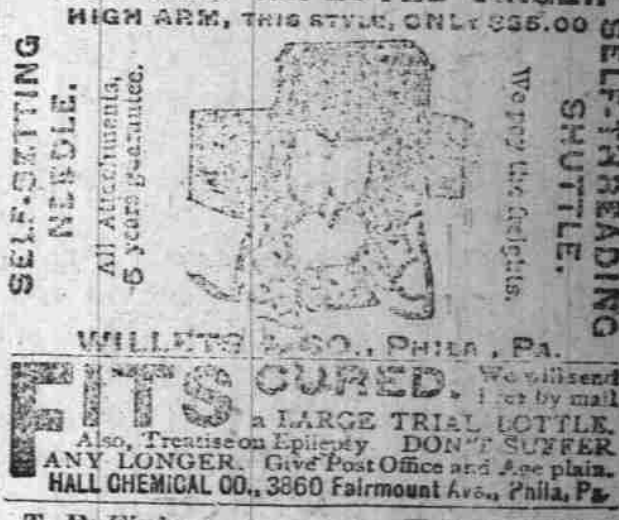 HIGH ARM, THIS STYLE, ONLY $35.00
SELF-SETTING
NEEDLE.
All Attachments,
6 years guarantee.
We pay the freights.
SELF-THREADING
SHUTTLE.
WILLETS & CO., PHILA, PA.
FITS CURED. We will send
free by mail
a LARGE TRIAL BOTTLE.
Also, Treatise on Epilepsy DON'T SUFFER
ANY LONGER. Give Post Office and Age plain.
HALL CHEMICAL CO., 3860 Fairmount Ave., Phila, Pa.